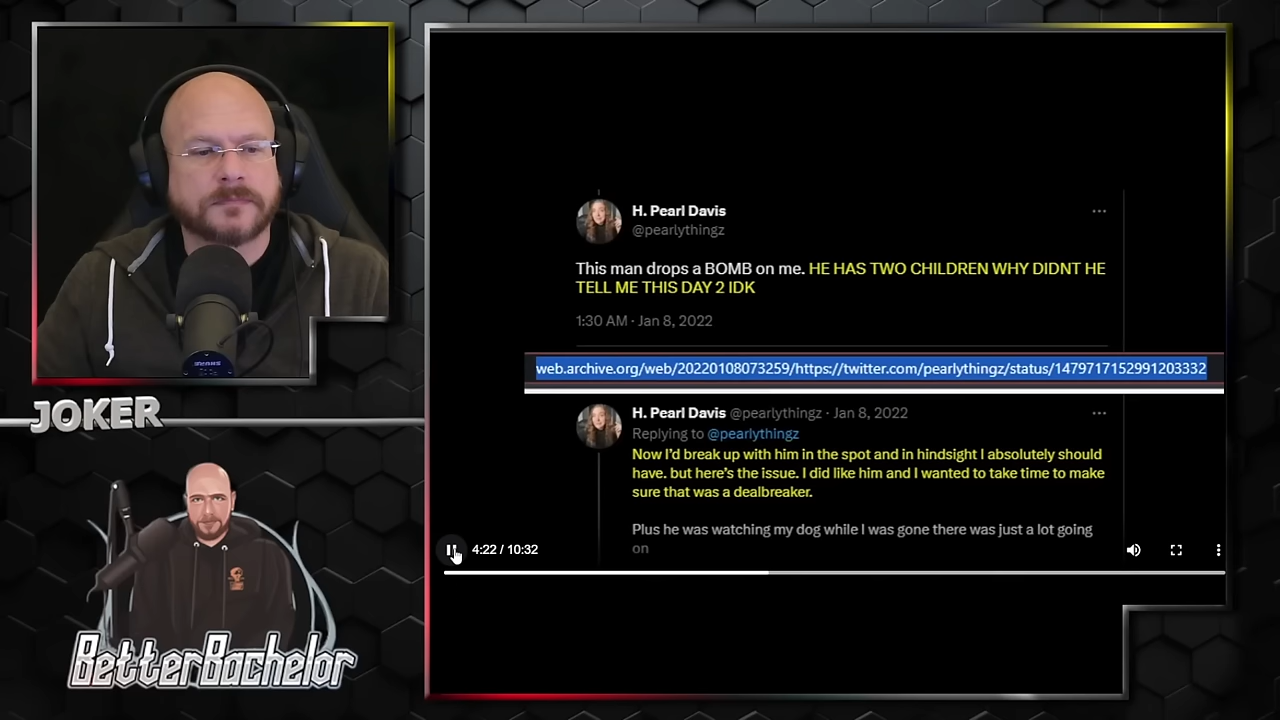 H. Pearl Davis
@pearlythingz
This man drops a BOMB on me. HE HAS TWO CHILDREN WHY DIDNT HE
TELL ME THIS DAY 2 IDK
1:30 AM · Jan 8, 2022
web.archive.org/web/20220108073259/https://twitter.com/pearlythingz/status/1479717152991203332
H. Pearl Davis @pearlythingz · Jan 8, 2022
Replying to @pearlythingz
Now I'd break up with him in the spot and in hindsight I absolutely should
have. but here's the issue. I did like him and I wanted to take time to make
sure that was a dealbreaker.
Plus he was watching my dog while I was gone there was just a lot going
on
4:22 / 10:32
JOKER
BetterBachelor